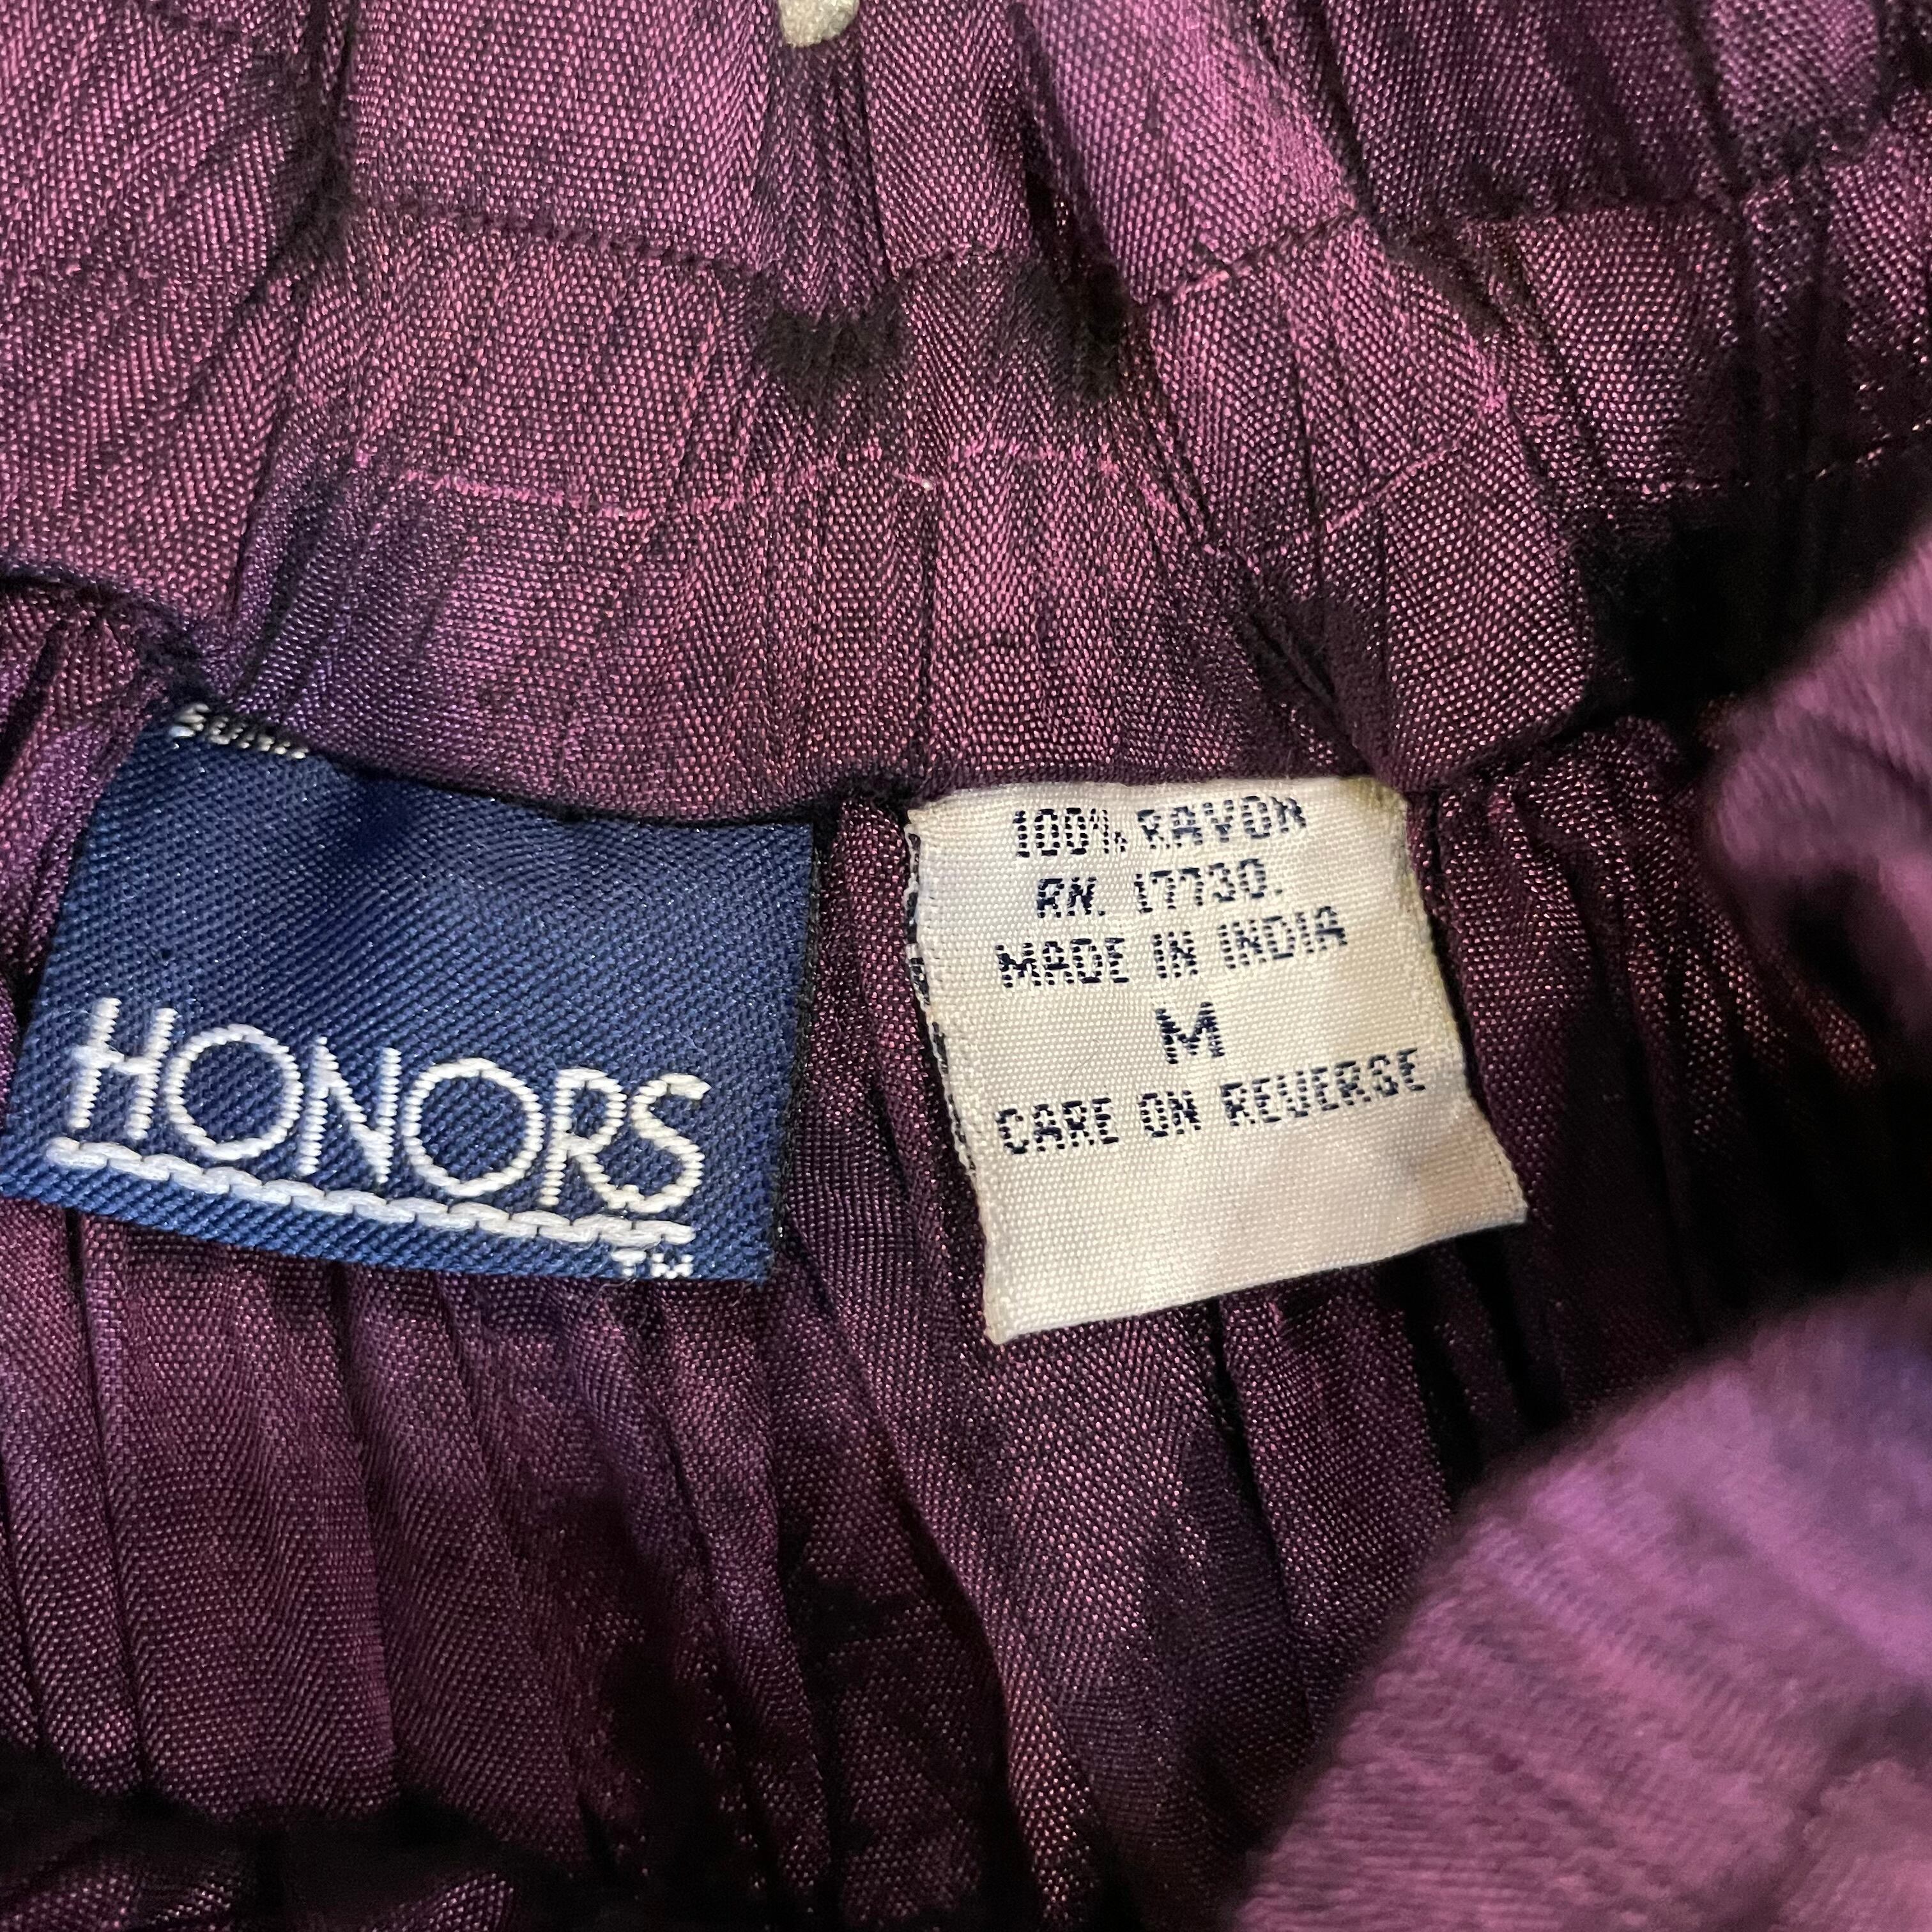 HONORS
TM
100% RAYON
RN. 17730.
MADE IN INDIA
M
CARE ON REVERSE